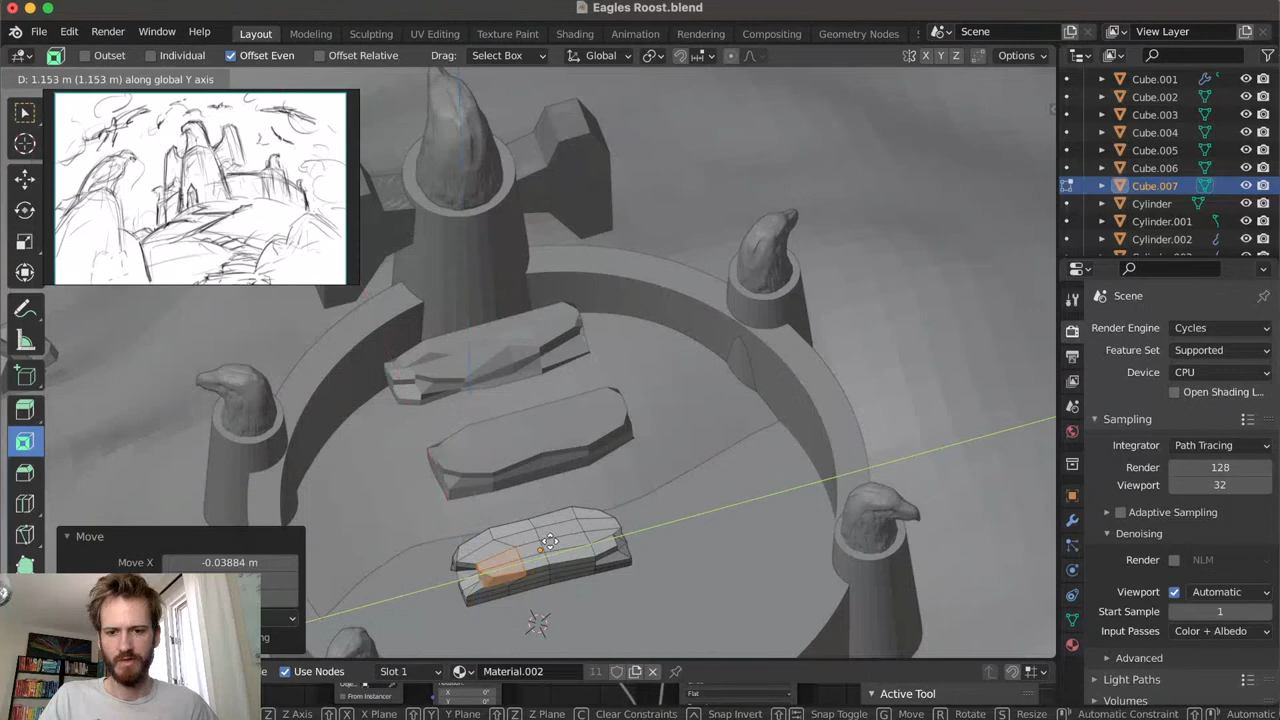 Eagles Roost.blend
File Edit Render Window Help Layout Modeling Sculpting UV Editing Texture Paint Shading Animation Rendering Compositing Geometry Nodes Scene View Layer
Outset Individual Offset Even Offset Relative Drag: Select Box Global X Y Z Options
D: 1.153 m (1.153 m) along global Y axis
Cube.001
Cube.002
Cube.003
Cube.004
Cube.005
Cube.006
Cube.007
Cylinder
Cylinder.001
Cylinder.002
Scene
Render Engine Cycles
Feature Set Supported
Device CPU
Open Shading L...
Sampling
Integrator Path Tracing
Render 128
Viewport 32
Adaptive Sampling
Denoising
Render NLM
Viewport Automatic
Start Sample 1
Input Passes Color + Albedo
Advanced
Light Paths
Volumes
Move
Move X -0.03884 m
Use Nodes Slot 1 Material.002 11
From Instancer X 0° Y 0° Flat Active Tool
Z Axis X Plane Y Plane Z Plane Clear Constraints Snap Invert Snap Toggle Move Rotate Resize Automatic Constraint Automatic